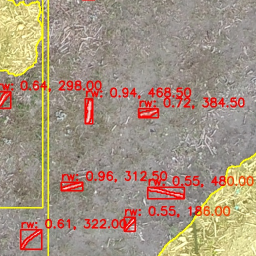 rw: 0.64, 298.00
rw: 0.94, 468.50
rw: 0.72, 384.50
rw: 0.96, 312.50
rw: 0.55, 480.00
rw: 0.55, 186.00
rw: 0.61, 322.00